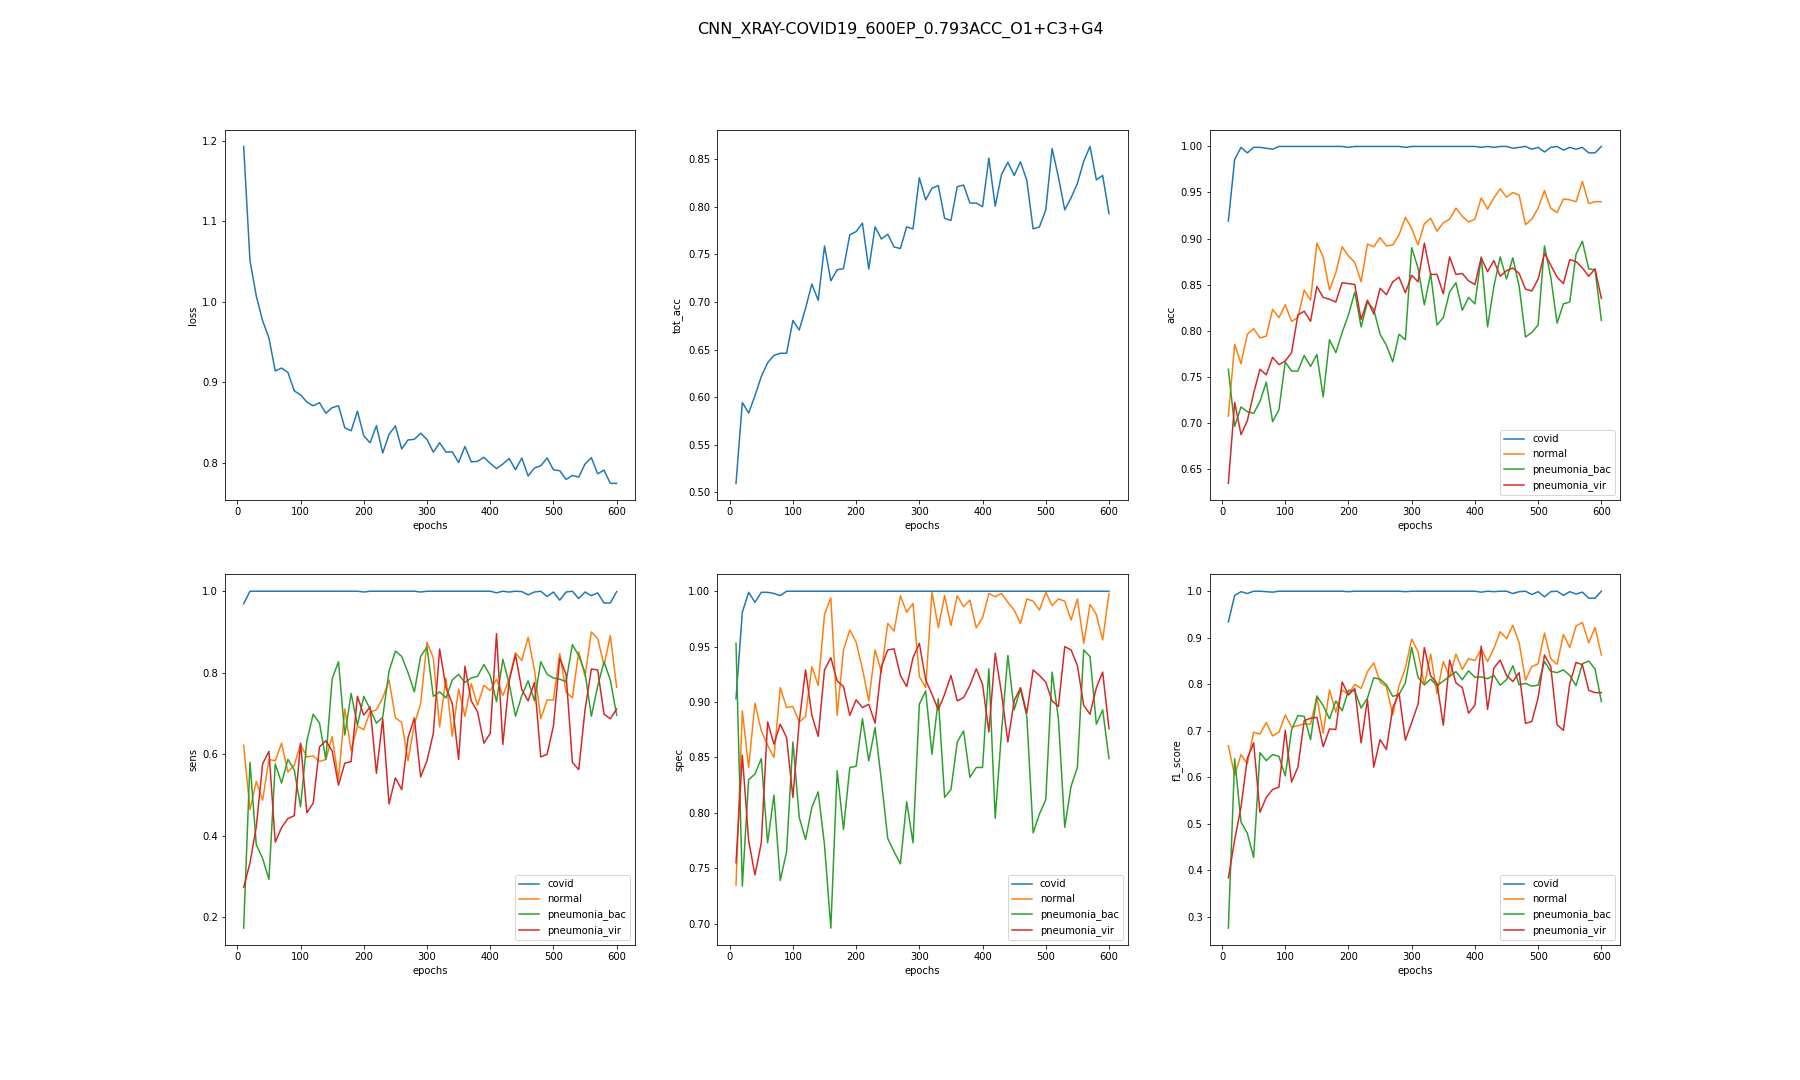 CNN_XRAY-COVID19_600EP_0.793ACC_O1+C3+G4
1.2
1.1
1.0
0.9
0.8
loss
0 100 200 300 400 500 600
epochs
0.85
0.80
0.75
0.70
0.65
0.60
0.55
0.50
tot_acc
0 100 200 300 400 500 600
epochs
1.00
0.95
0.90
0.85
0.80
0.75
0.70
0.65
acc
covid
normal
pneumonia_bac
pneumonia_vir
0 100 200 300 400 500 600
epochs
1.0
0.8
0.6
0.4
0.2
sens
covid
normal
pneumonia_bac
pneumonia_vir
0 100 200 300 400 500 600
epochs
1.00
0.95
0.90
0.85
0.80
0.75
0.70
spec
covid
normal
pneumonia_bac
pneumonia_vir
0 100 200 300 400 500 600
epochs
1.0
0.9
0.8
0.7
0.6
0.5
0.4
0.3
f1_score
covid
normal
pneumonia_bac
pneumonia_vir
0 100 200 300 400 500 600
epochs